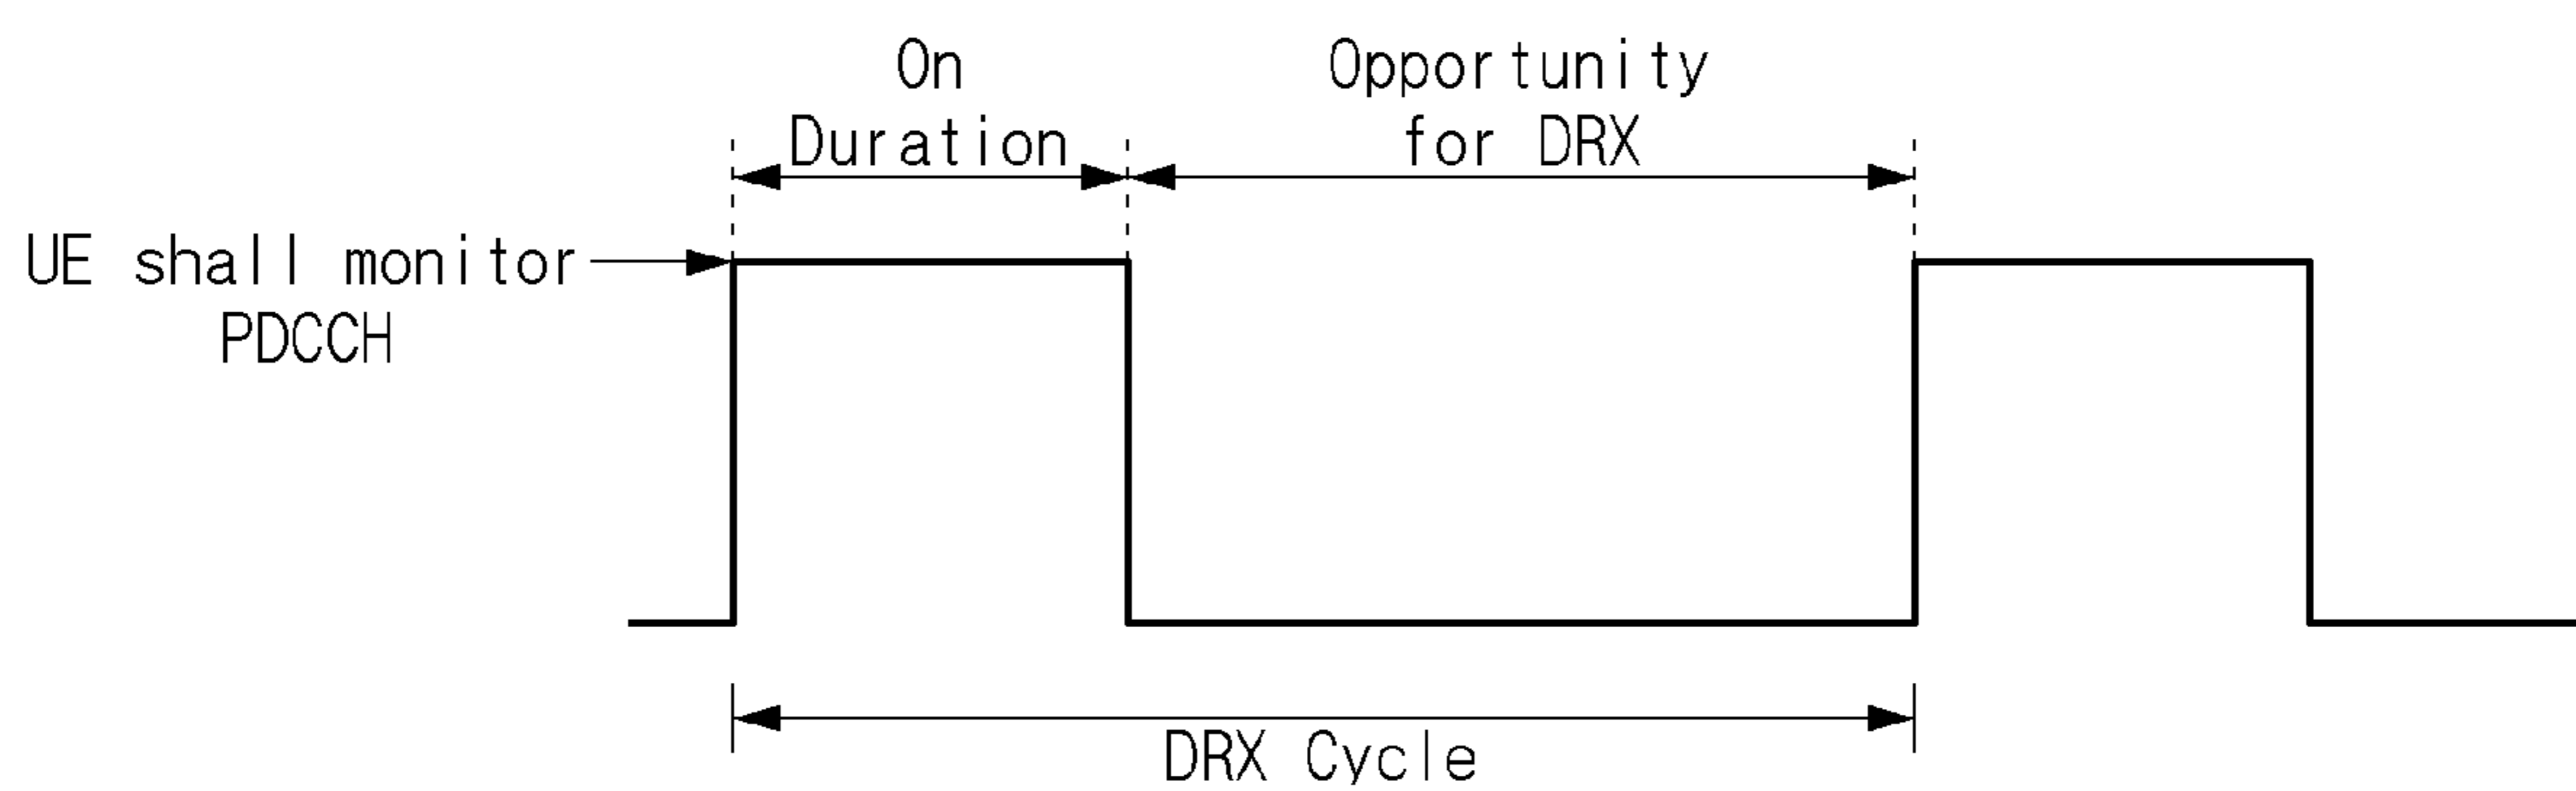 On
Duration
Opportunity
for DRX
UE shall monitor
PDCCH
DRX Cycle